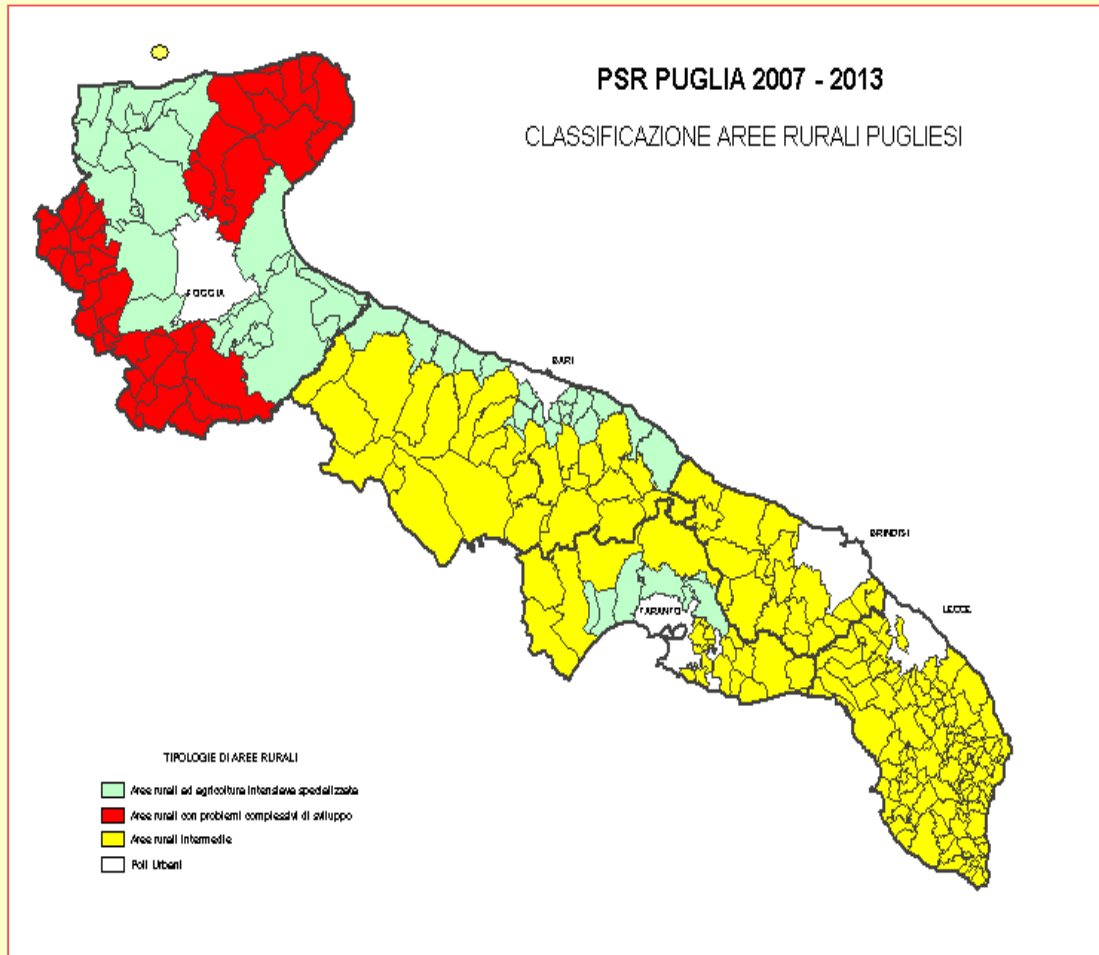 PSR PUGLIA 2007 - 2013
CLASSIFICAZIONE AREE RURALI PUGLIESI
FOGGIA
BARI
BRINDISI
LECCE
TARANTO
TIPOLOGIE DI AREE RURALI
Aree rurali ad agricoltura intensiava specializzata
Aree rurali con problemi complessivi di sviluppo
Aree rurali intermedie
Poli Urbani